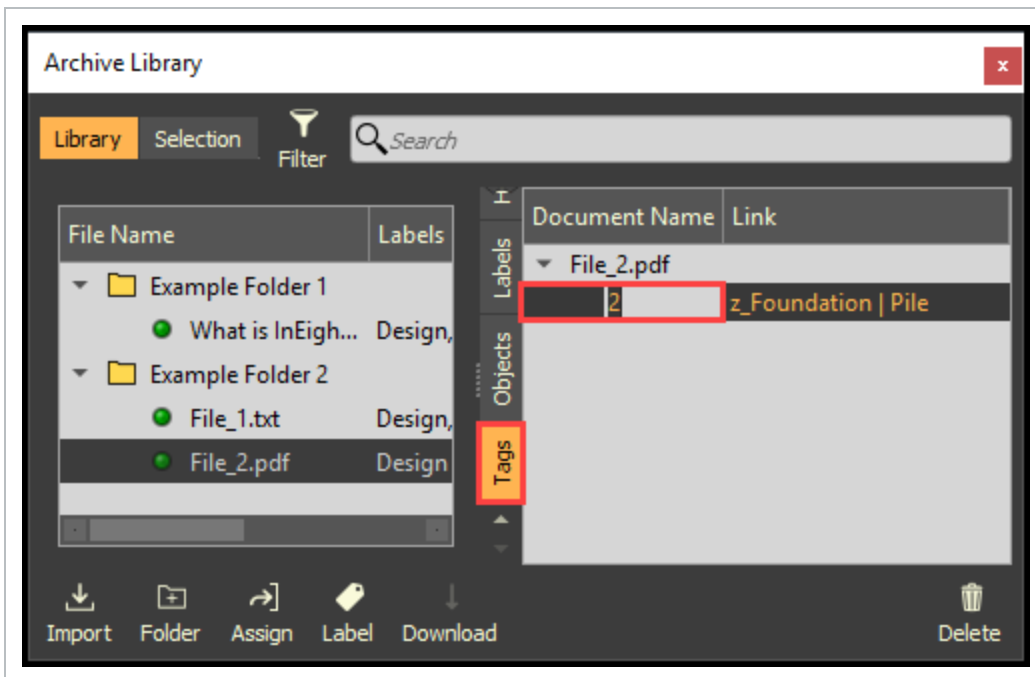 Archive Library
x
Library Selection Filter Search
File Name Labels
Example Folder 1
What is InEigh... Design,
Example Folder 2
File_1.txt Design,
File_2.pdf Design
Labels
Objects
Tags
Document Name Link
File_2.pdf
2 z_Foundation | Pile
Import Folder Assign Label Download Delete